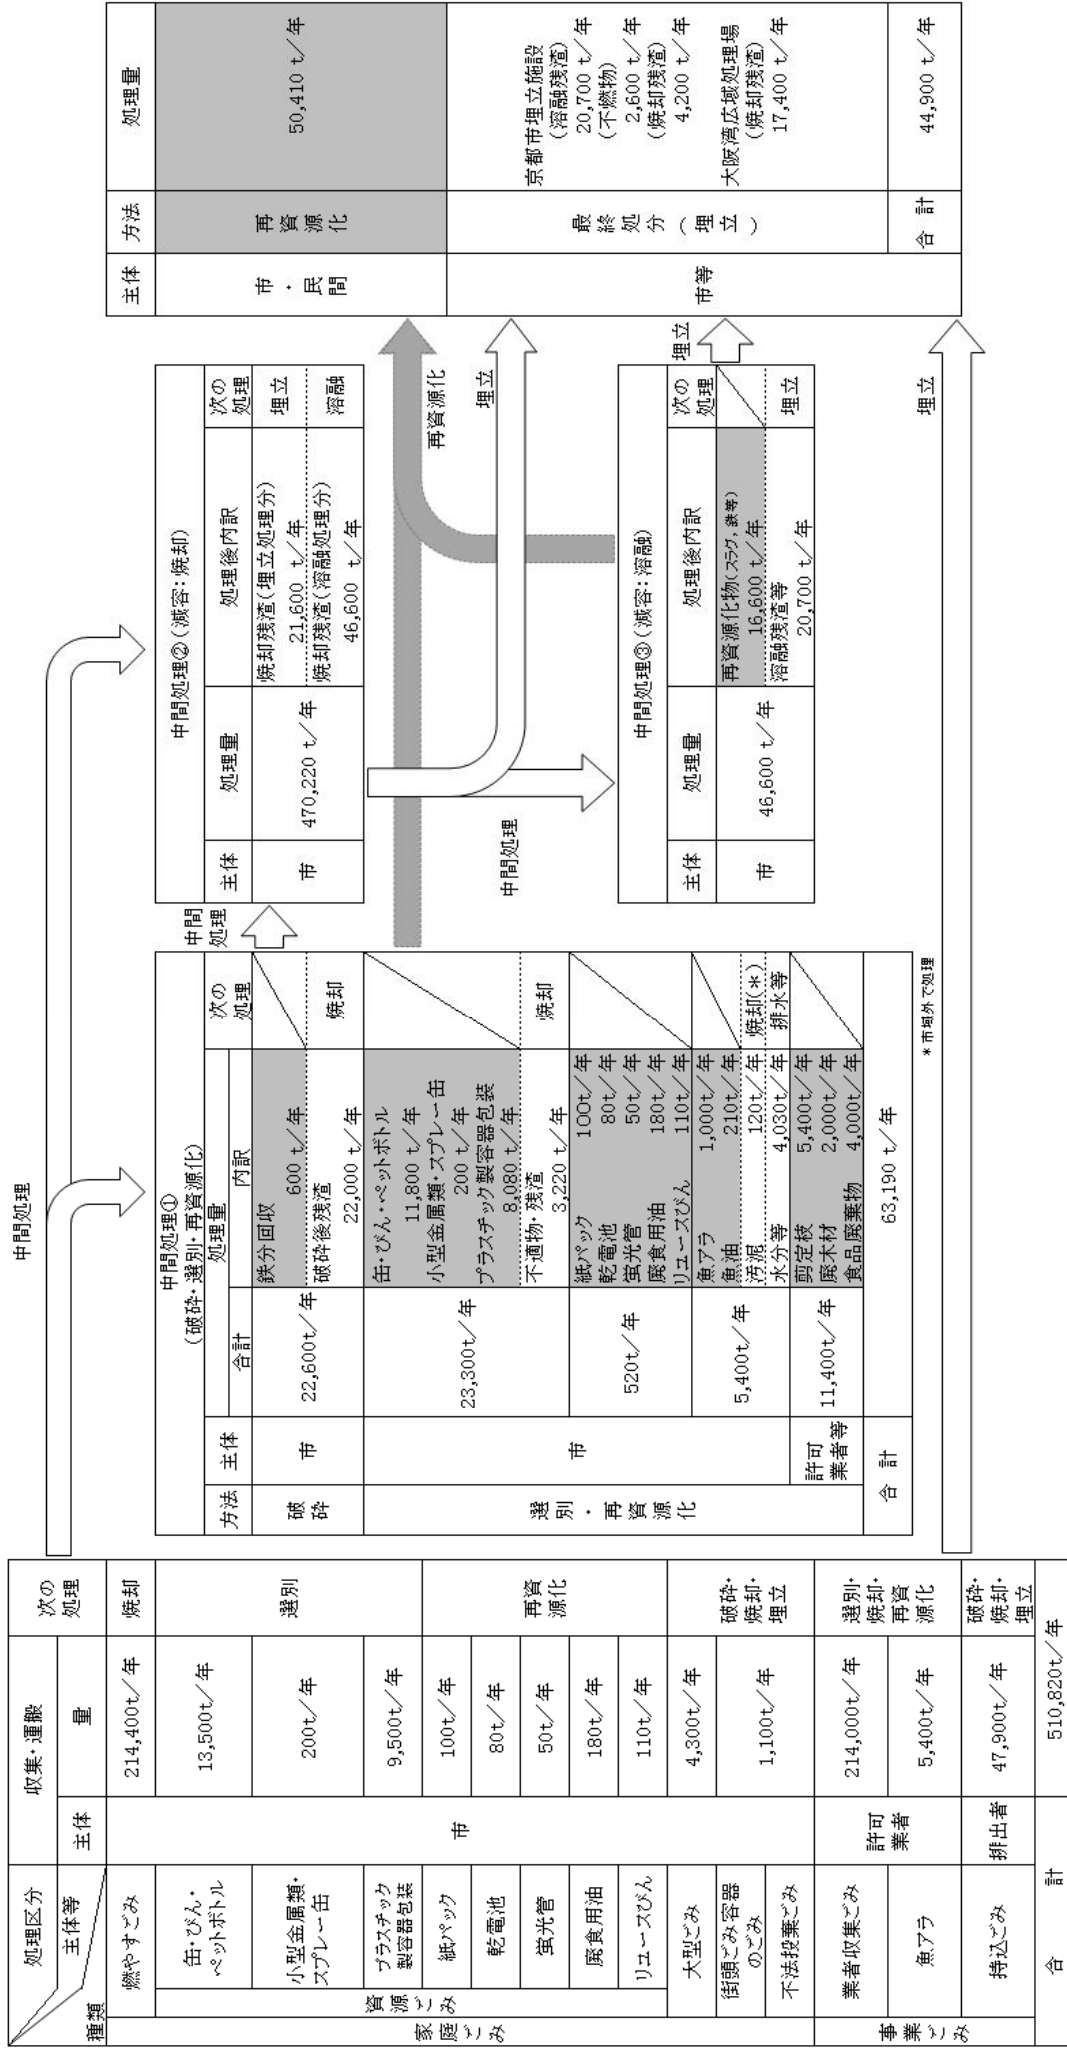 処理区分
主体等
種類
収集・運搬
主体
量
次の
処理
家庭ごみ
燃やすごみ
市
214,400t/年
焼却
資源ごみ
缶・びん・
ペットボトル
13,500t/年
選別
小型金属類・
スプレー缶
200t/年
プラスチック
製容器包装
9,500t/年
紙パック
100t/年
再資
源化
乾電池
80t/年
蛍光管
50t/年
廃食用油
180t/年
リユースびん
110t/年
大型ごみ
4,300t/年
破砕・
焼却・
埋立
街頭ごみ容器
のごみ
1,100t/年
不法投棄ごみ
事業ごみ
業者収集ごみ
許可
業者
214,000t/年
選別・
焼却・
再資
源化
魚アラ
5,400t/年
持込ごみ
排出者
47,900t/年
破砕・
焼却・
埋立
合 計
510,820t/年
中間処理
中間処理①
(破砕・選別・再資源化)
方法
主体
処理量
合計
内訳
次の
処理
破砕
市
22,600t/年
鉄分回収
600 t/年
破砕後残渣
22,000 t/年
焼却
選別・再資源化
市
23,300t/年
缶・びん・ペットボトル
11,800 t/年
小型金属類・スプレー缶
200 t/年
プラスチック製容器包装
8,080 t/年
不適物・残渣
3,220 t/年
焼却
520t/年
紙パック 100t/年
乾電池 80t/年
蛍光管 50t/年
廃食用油 180t/年
リユースびん 110t/年
5,400t/年
魚アラ 1,000t/年
魚油 210t/年
汚泥 120t/年
焼却(*)
水分等 4,030t/年
排水等
許可
業者等
11,400t/年
剪定枝 5,400t/年
廃木材 2,000t/年
食品廃棄物 4,000t/年
合 計
63,190 t/年
*市域外で処理
中間
処理
中間処理②(減容:焼却)
主体
処理量
処理後内訳
次の
処理
市
470,220 t/年
焼却残渣(埋立処理分)
21,600 t/年
埋立
焼却残渣(溶融処理分)
46,600 t/年
溶融
再資源化
埋立
中間処理
中間処理③(減容:溶融)
主体
処理量
処理後内訳
次の
処理
市
46,600 t/年
再資源化物(スラグ,鉄等)
16,600 t/年
溶融残渣等
20,700 t/年
埋立
埋立
埋立
主体
方法
処理量
市・民間
再資源化
50,410 t/年
市等
最終処分(埋立)
京都市埋立施設
(溶融残渣)
20,700 t/年
(不燃物)
2,600 t/年
(焼却残渣)
4,200 t/年
大阪湾広域処理場
(焼却残渣)
17,400 t/年
合 計
44,900 t/年